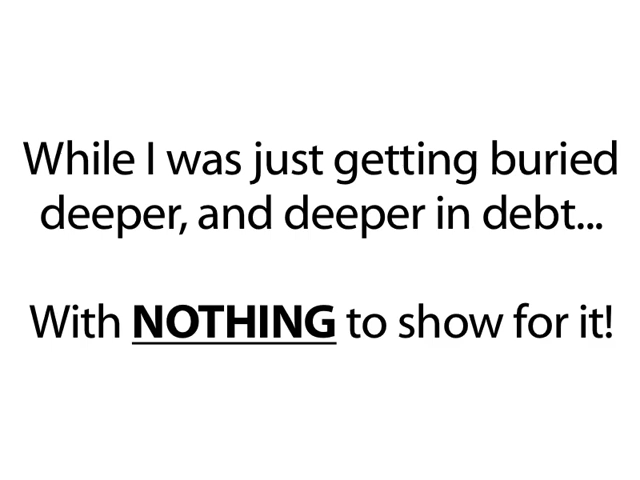 While I was just getting buried
deeper, and deeper in debt...
With NOTHING to show for it!